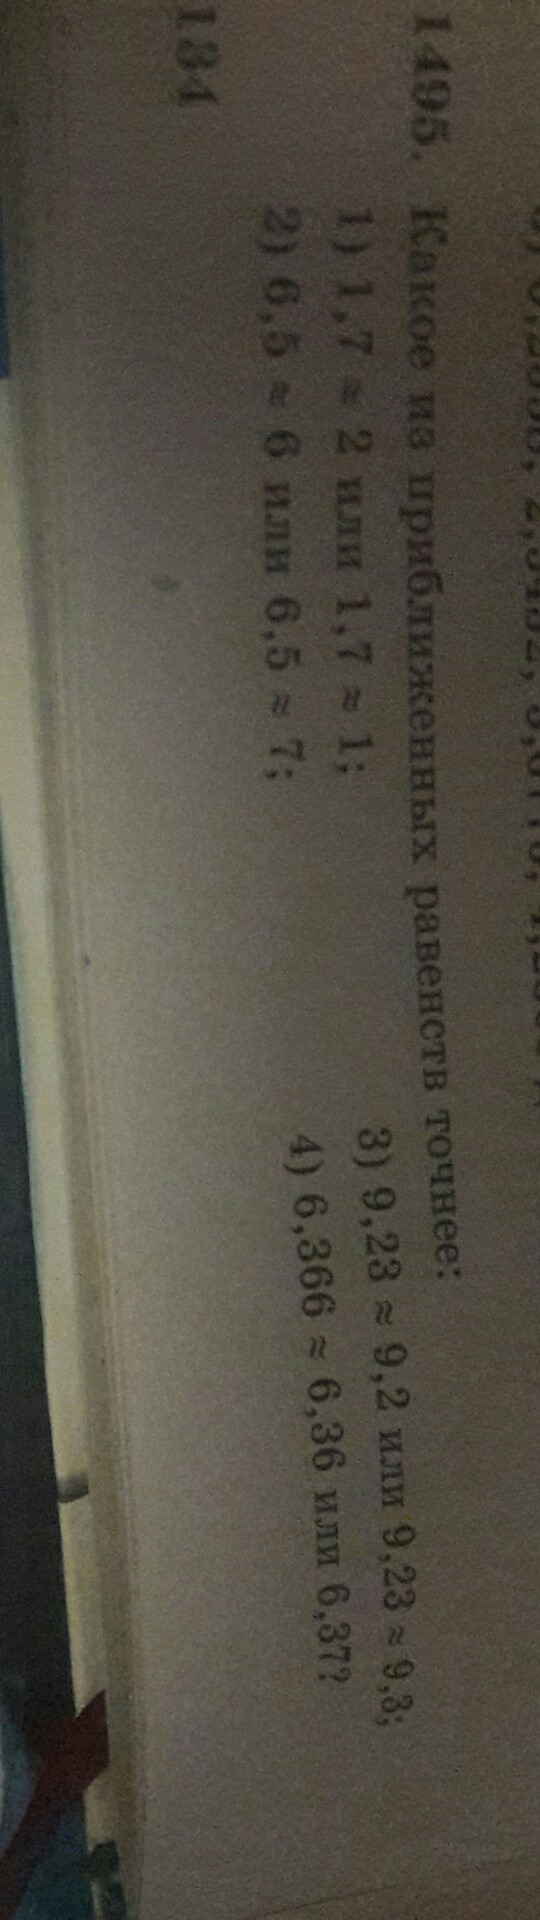 1495. Какое из приближенных равенств точнее:
1) 1,7 ≈ 2 или 1,7 ≈ 1;
2) 6,5 ≈ 6 или 6,5 ≈ 7;
3) 9,23 ≈ 9,2 или 9,23 ≈ 9,3;
4) 6,366 ≈ 6,36 или 6,37?
184